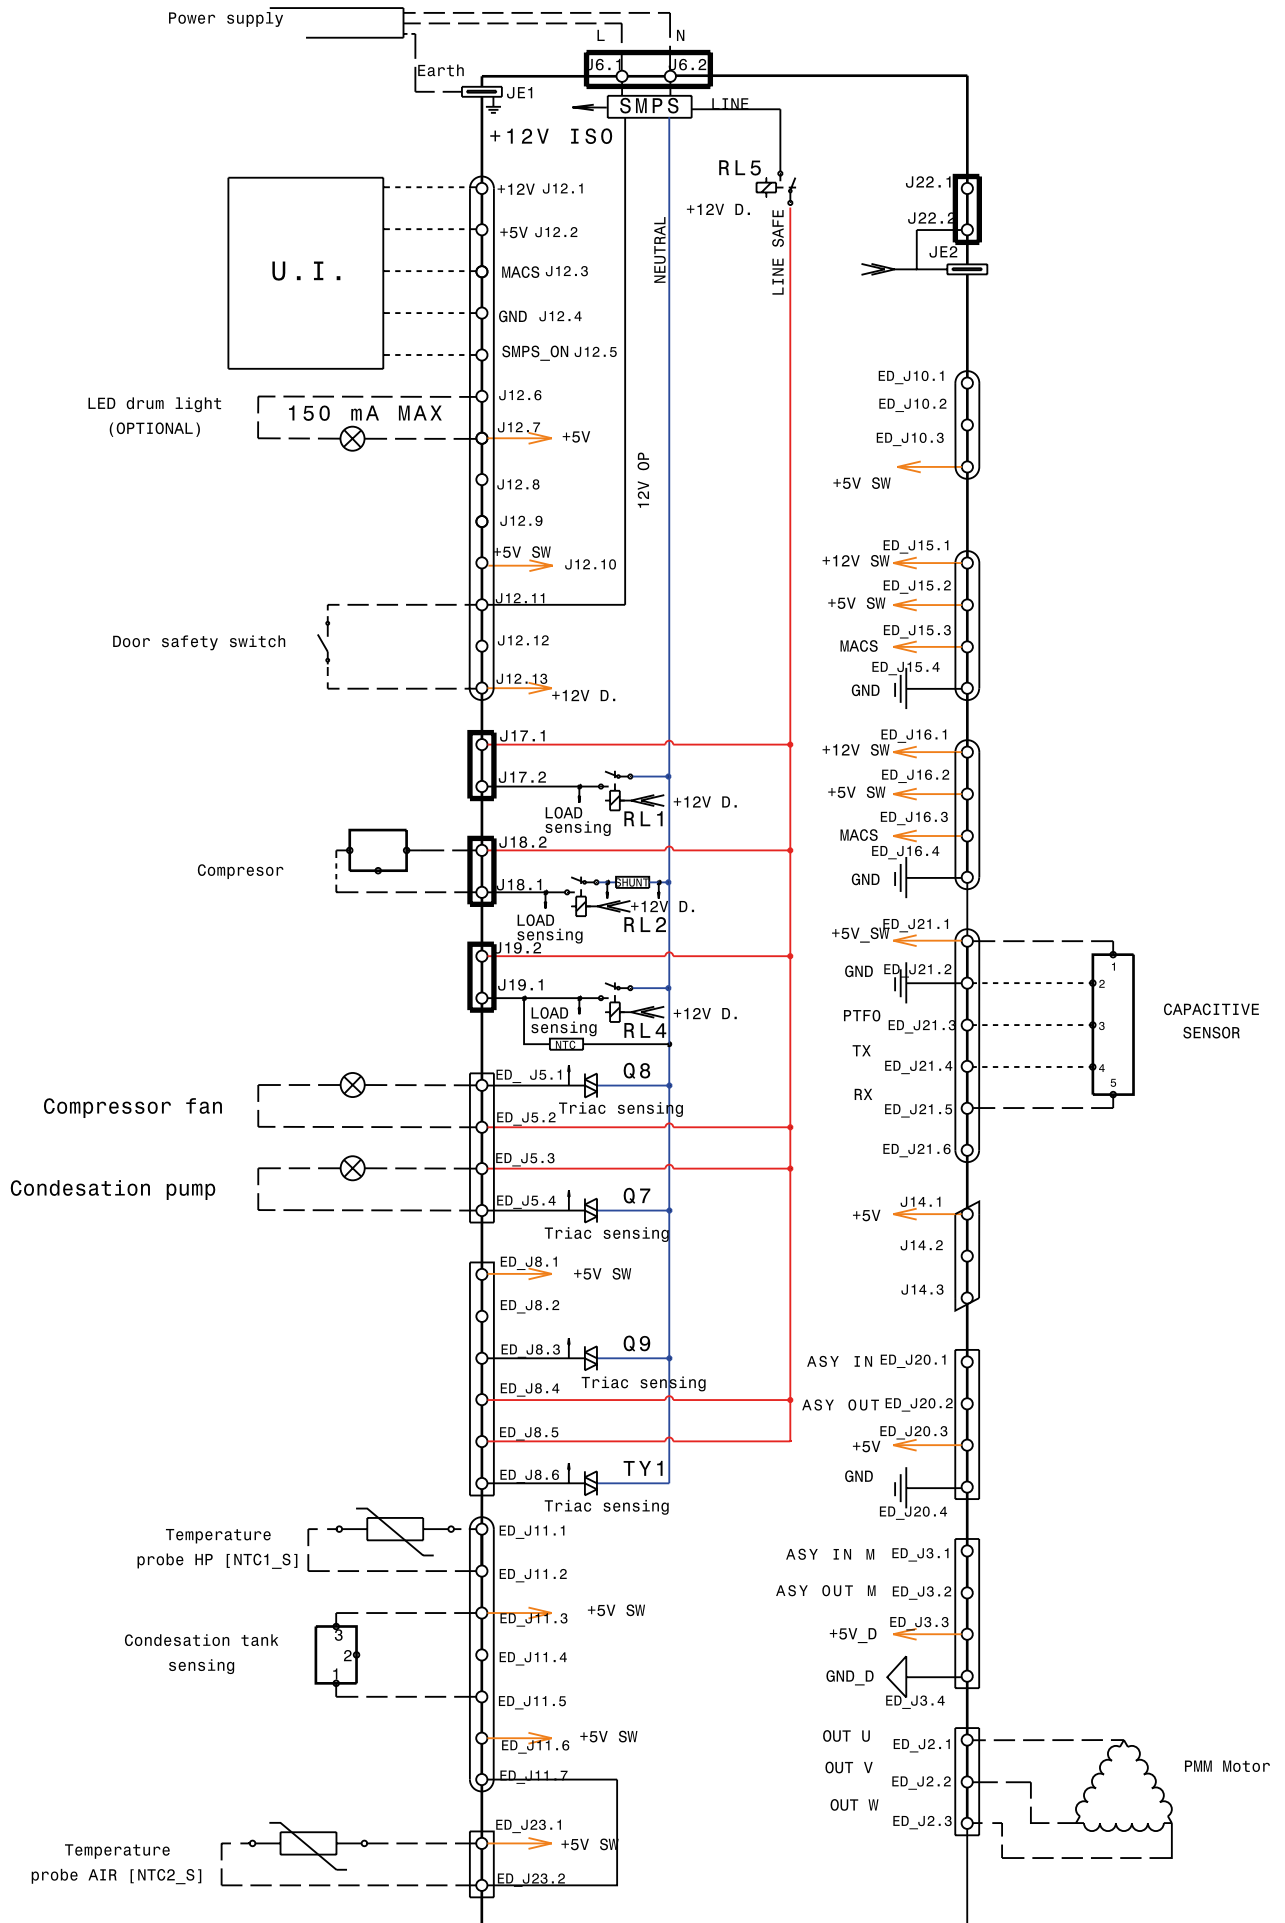 Power supply
L
N
J6.1
J6.2
Earth
JE1
SMPS
LINE
+12V ISO
RL5
+12V D.
NEUTRAL
LINE SAFE
12V OP
U.I.
+12V J12.1
+5V J12.2
MACS J12.3
GND J12.4
SMPS_ON J12.5
LED drum light
(OPTIONAL)
150 mA MAX
J12.6
J12.7
+5V
J12.8
J12.9
+5V SW
J12.10
J12.11
Door safety switch
J12.12
J12.13
+12V D.
J17.1
J17.2
LOAD
sensing
RL1
+12V D.
Compresor
J18.2
J18.1
SHUNT
LOAD
sensing
+12V D.
RL2
J19.2
J19.1
LOAD
sensing
RL4
+12V D.
NTC
Compressor fan
ED_ J5.1
Q8
Triac sensing
ED_J5.2
Condesation pump
ED_J5.3
ED_J5.4
Q7
Triac sensing
ED_J8.1
+5V SW
ED_J8.2
ED_J8.3
Q9
Triac sensing
ED_J8.4
ED_J8.5
ED_J8.6
TY1
Triac sensing
Temperature
probe HP [NTC1_S]
ED_J11.1
ED_J11.2
Condesation tank
sensing
3
2
1
ED_J11.3
+5V SW
ED_J11.4
ED_J11.5
ED_J11.6
+5V SW
ED_J11.7
Temperature
probe AIR [NTC2_S]
ED_J23.1
+5V SW
ED_J23.2
J22.1
J22.2
JE2
ED_J10.1
ED_J10.2
ED_J10.3
+5V SW
ED_J15.1
+12V SW
ED_J15.2
+5V SW
ED_J15.3
MACS
ED_J15.4
GND
ED_J16.1
+12V SW
ED_J16.2
+5V SW
ED_J16.3
MACS
ED_J16.4
GND
ED_J21.1
+5V_SW
GND ED_J21.2
PTFO
ED_J21.3
TX
ED_J21.4
RX
ED_J21.5
ED_J21.6
1
2
3
4
5
CAPACITIVE
SENSOR
J14.1
+5V
J14.2
J14.3
ASY IN ED_J20.1
ASY OUT ED_J20.2
ED_J20.3
+5V
GND
ED_J20.4
ASY IN M ED_J3.1
ASY OUT M ED_J3.2
ED_J3.3
+5V_D
GND_D
ED_J3.4
OUT U
ED_J2.1
OUT V
ED_J2.2
OUT W
ED_J2.3
PMM Motor